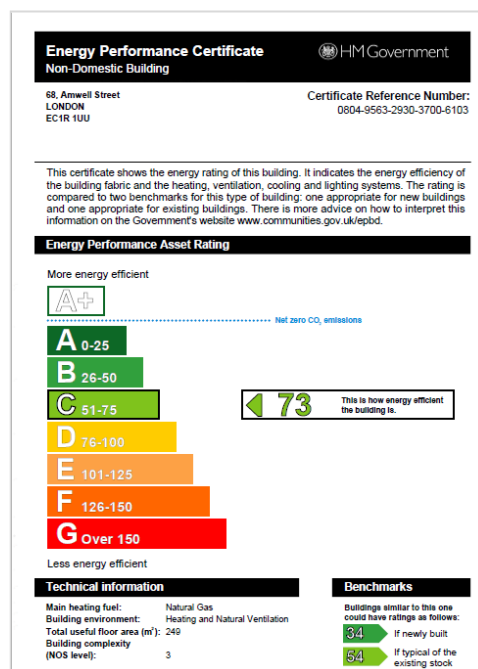 Energy Performance Certificate
HM Government
Non-Domestic Building
68, Amwell Street
LONDON
EC1R 1UU
Certificate Reference Number:
0804-9563-2930-3700-6103
This certificate shows the energy rating of this building. It indicates the energy efficiency of
the building fabric and the heating, ventilation, cooling and lighting systems. The rating is
compared to two benchmarks for this type of building: one appropriate for new buildings
and one appropriate for existing buildings. There is more advice on how to interpret this
information on the Government's website www.communities.gov.uk/epbd.
Energy Performance Asset Rating
More energy efficient
A+
Net zero CO₂ emissions
A 0-25
B 26-50
C 51-75
73
This is how energy efficient
the building is.
D 76-100
E 101-125
F 126-150
G Over 150
Less energy efficient
Technical information
Main heating fuel: Natural Gas
Building environment: Heating and Natural Ventilation
Total useful floor area (m²): 249
Building complexity
(NOS level): 3
Benchmarks
Buildings similar to this one
could have ratings as follows:
34 If newly built
64 If typical of the
existing stock